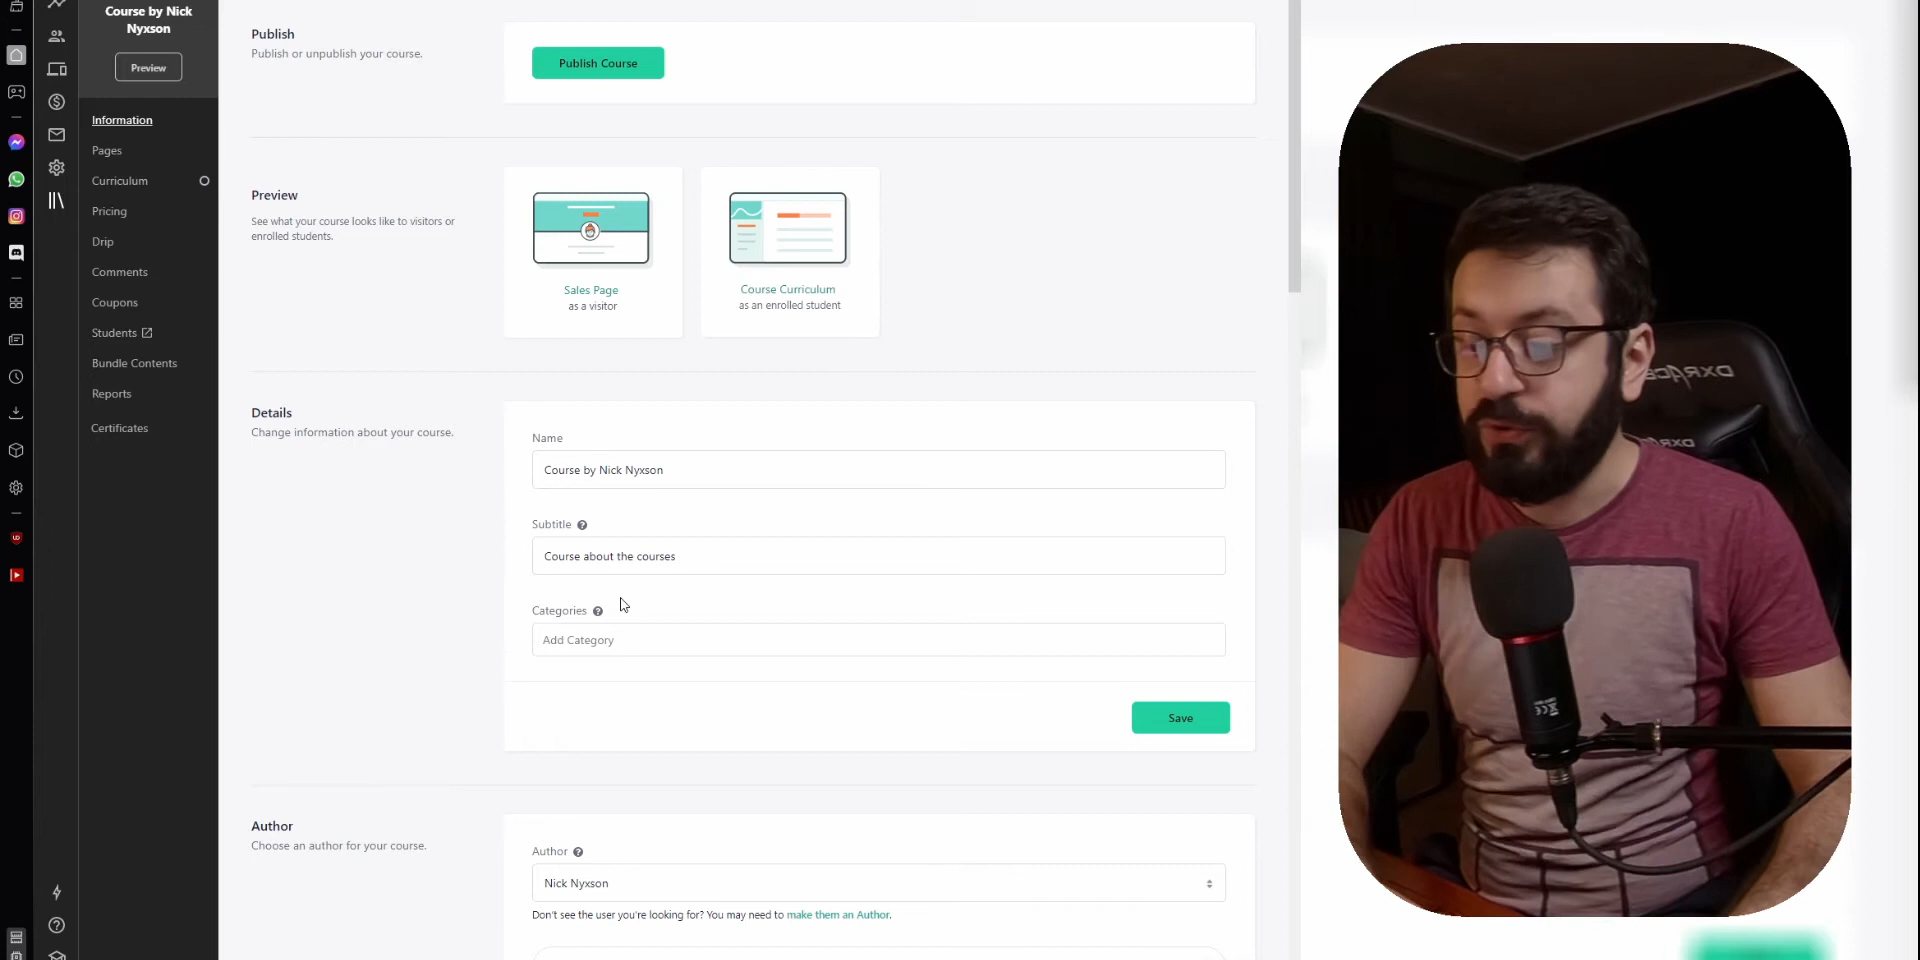 Course by Nick
Nyxson
Preview
Information
Pages
Curriculum
Pricing
Drip
Comments
Coupons
Students
Bundle Contents
Reports
Certificates
Publish
Publish or unpublish your course.
Publish Course
Preview
See what your course looks like to visitors or
enrolled students.
Sales Page
as a visitor
Course Curriculum
as an enrolled student
Details
Change information about your course.
Name
Course by Nick Nyxson
Subtitle
Course about the courses
Categories
Add Category
Save
Author
Choose an author for your course.
Author
Nick Nyxson
Don't see the user you're looking for? You may need to make them an Author.
DXRACER